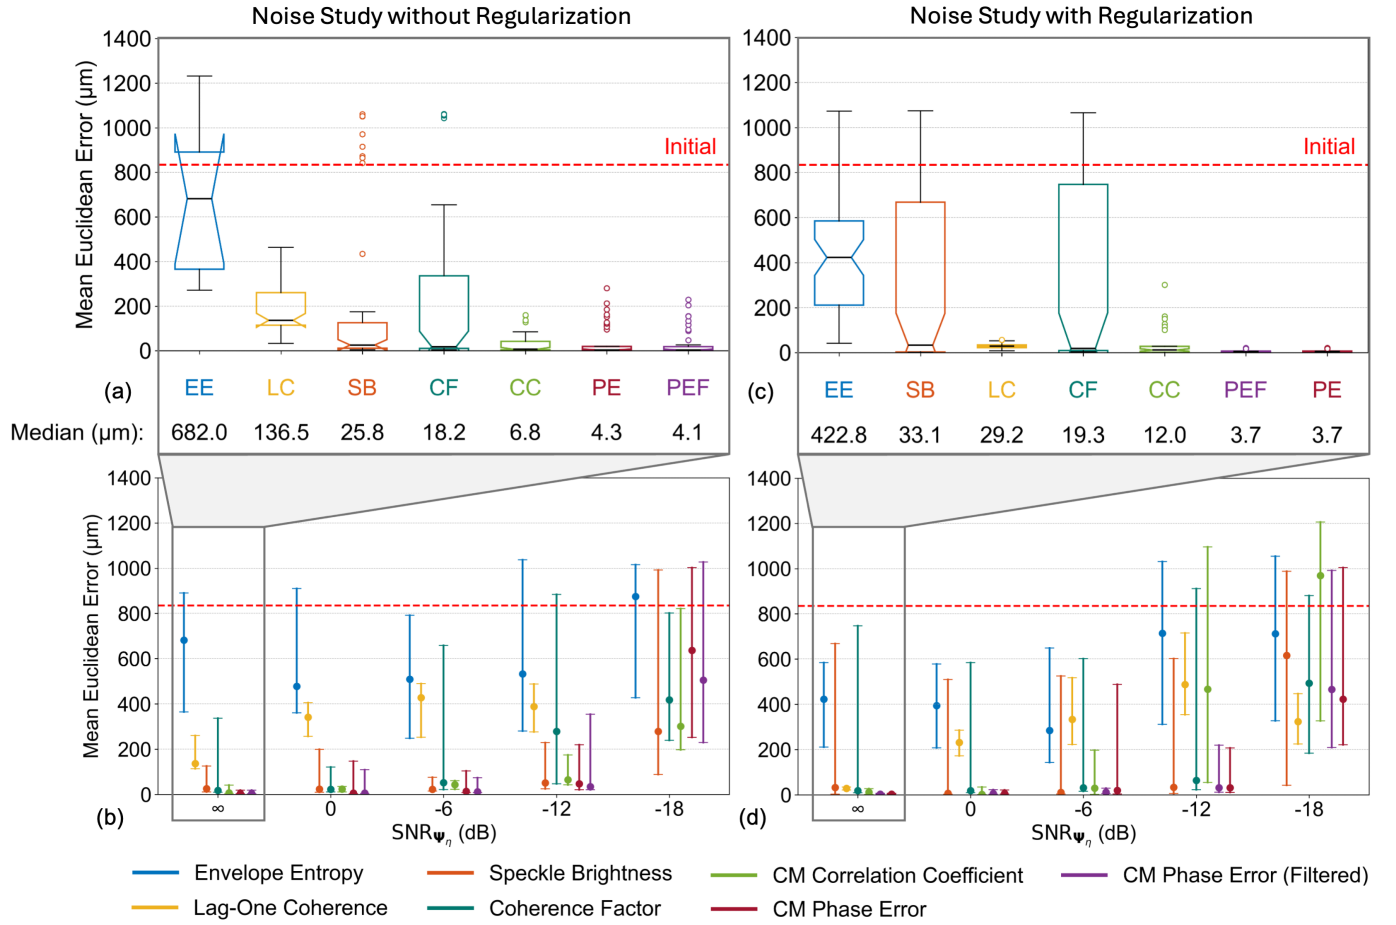 Noise Study without Regularization
Noise Study with Regularization
Mean Euclidean Error (µm)
1400
1200
1000
800
600
400
200
0
Initial
(a)
EE LC SB CF CC PE PEF
1400
1200
1000
800
600
400
200
0
Initial
(c)
EE SB LC CF CC PEF PE
Median (µm): 682.0 136.5 25.8 18.2 6.8 4.3 4.1
422.8 33.1 29.2 19.3 12.0 3.7 3.7
Mean Euclidean Error (µm)
1400
1200
1000
800
600
400
200
0
(b)
∞ 0 -6 -12 -18
SNRΨη (dB)
1400
1200
1000
800
600
400
200
0
(d)
∞ 0 -6 -12 -18
SNRΨη (dB)
Envelope Entropy
Speckle Brightness
CM Correlation Coefficient
CM Phase Error (Filtered)
Lag-One Coherence
Coherence Factor
CM Phase Error